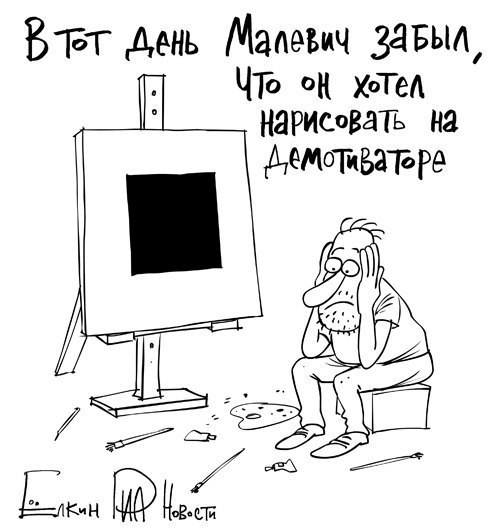 В тот день Малевич забыл,
что он хотел
нарисовать на
демотиваторе
Ёлкин РИА Новости